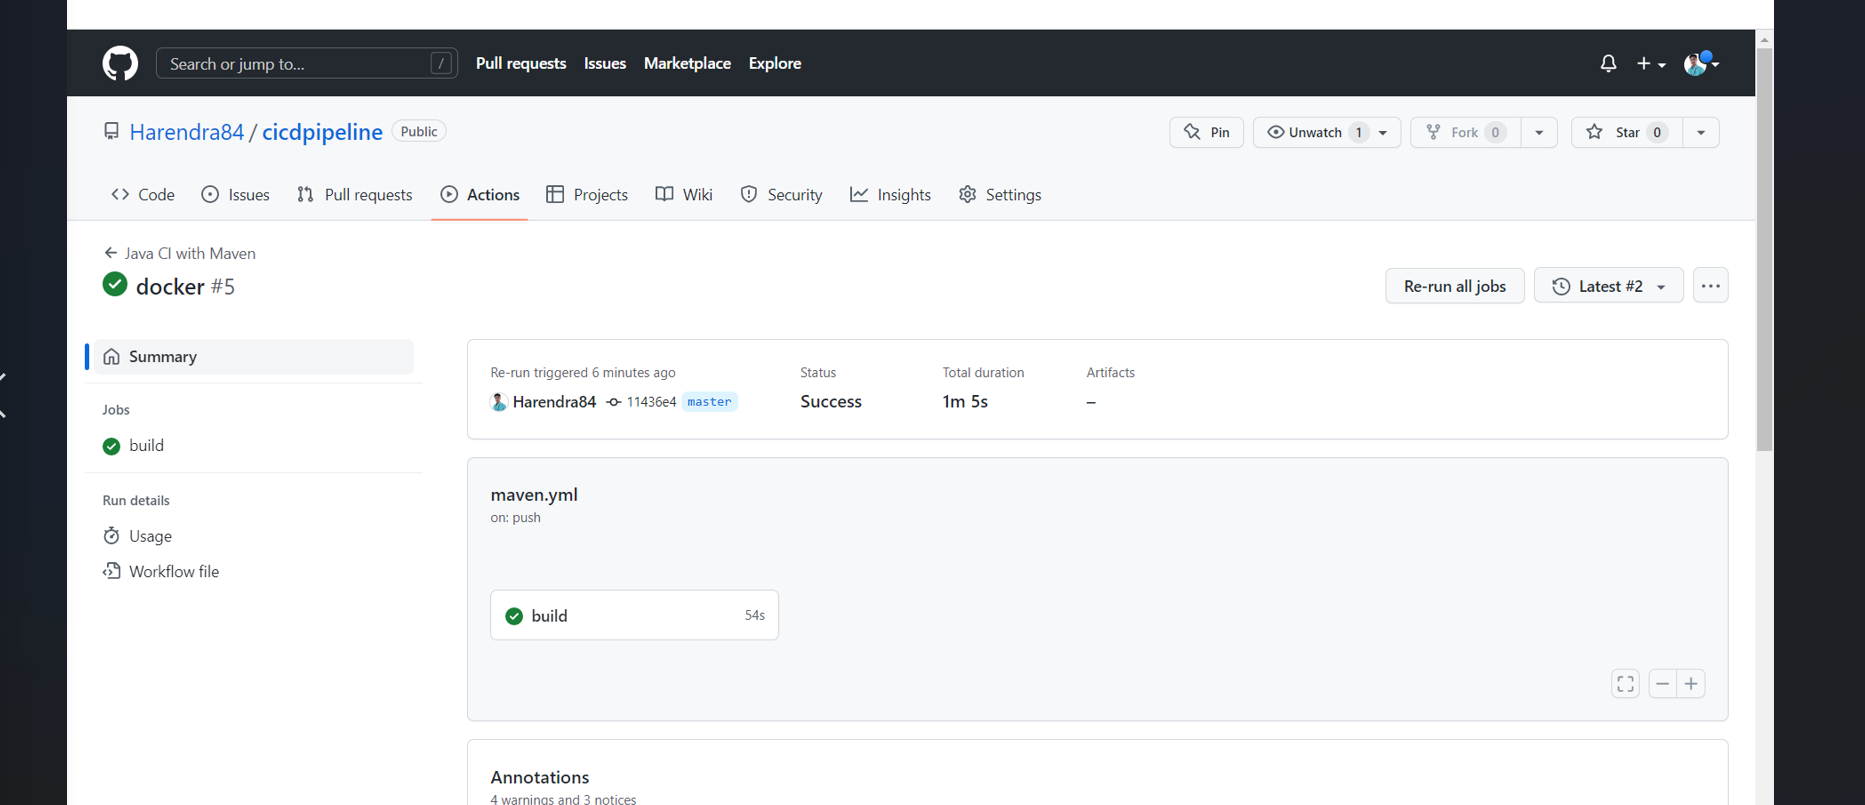 Search or jump to... /
Pull requests Issues Marketplace Explore
Harendra84 / cicdpipeline Public
Pin
Unwatch 1
Fork 0
Star 0
Code Issues Pull requests Actions Projects Wiki Security Insights Settings
Java CI with Maven
docker #5
Re-run all jobs
Latest #2
Summary
Jobs
build
Run details
Usage
Workflow file
Re-run triggered 6 minutes ago
Harendra84 11436e4 master
Status
Success
Total duration
1m 5s
Artifacts
–
maven.yml
on: push
build 54s
Annotations
4 warnings and 3 notices